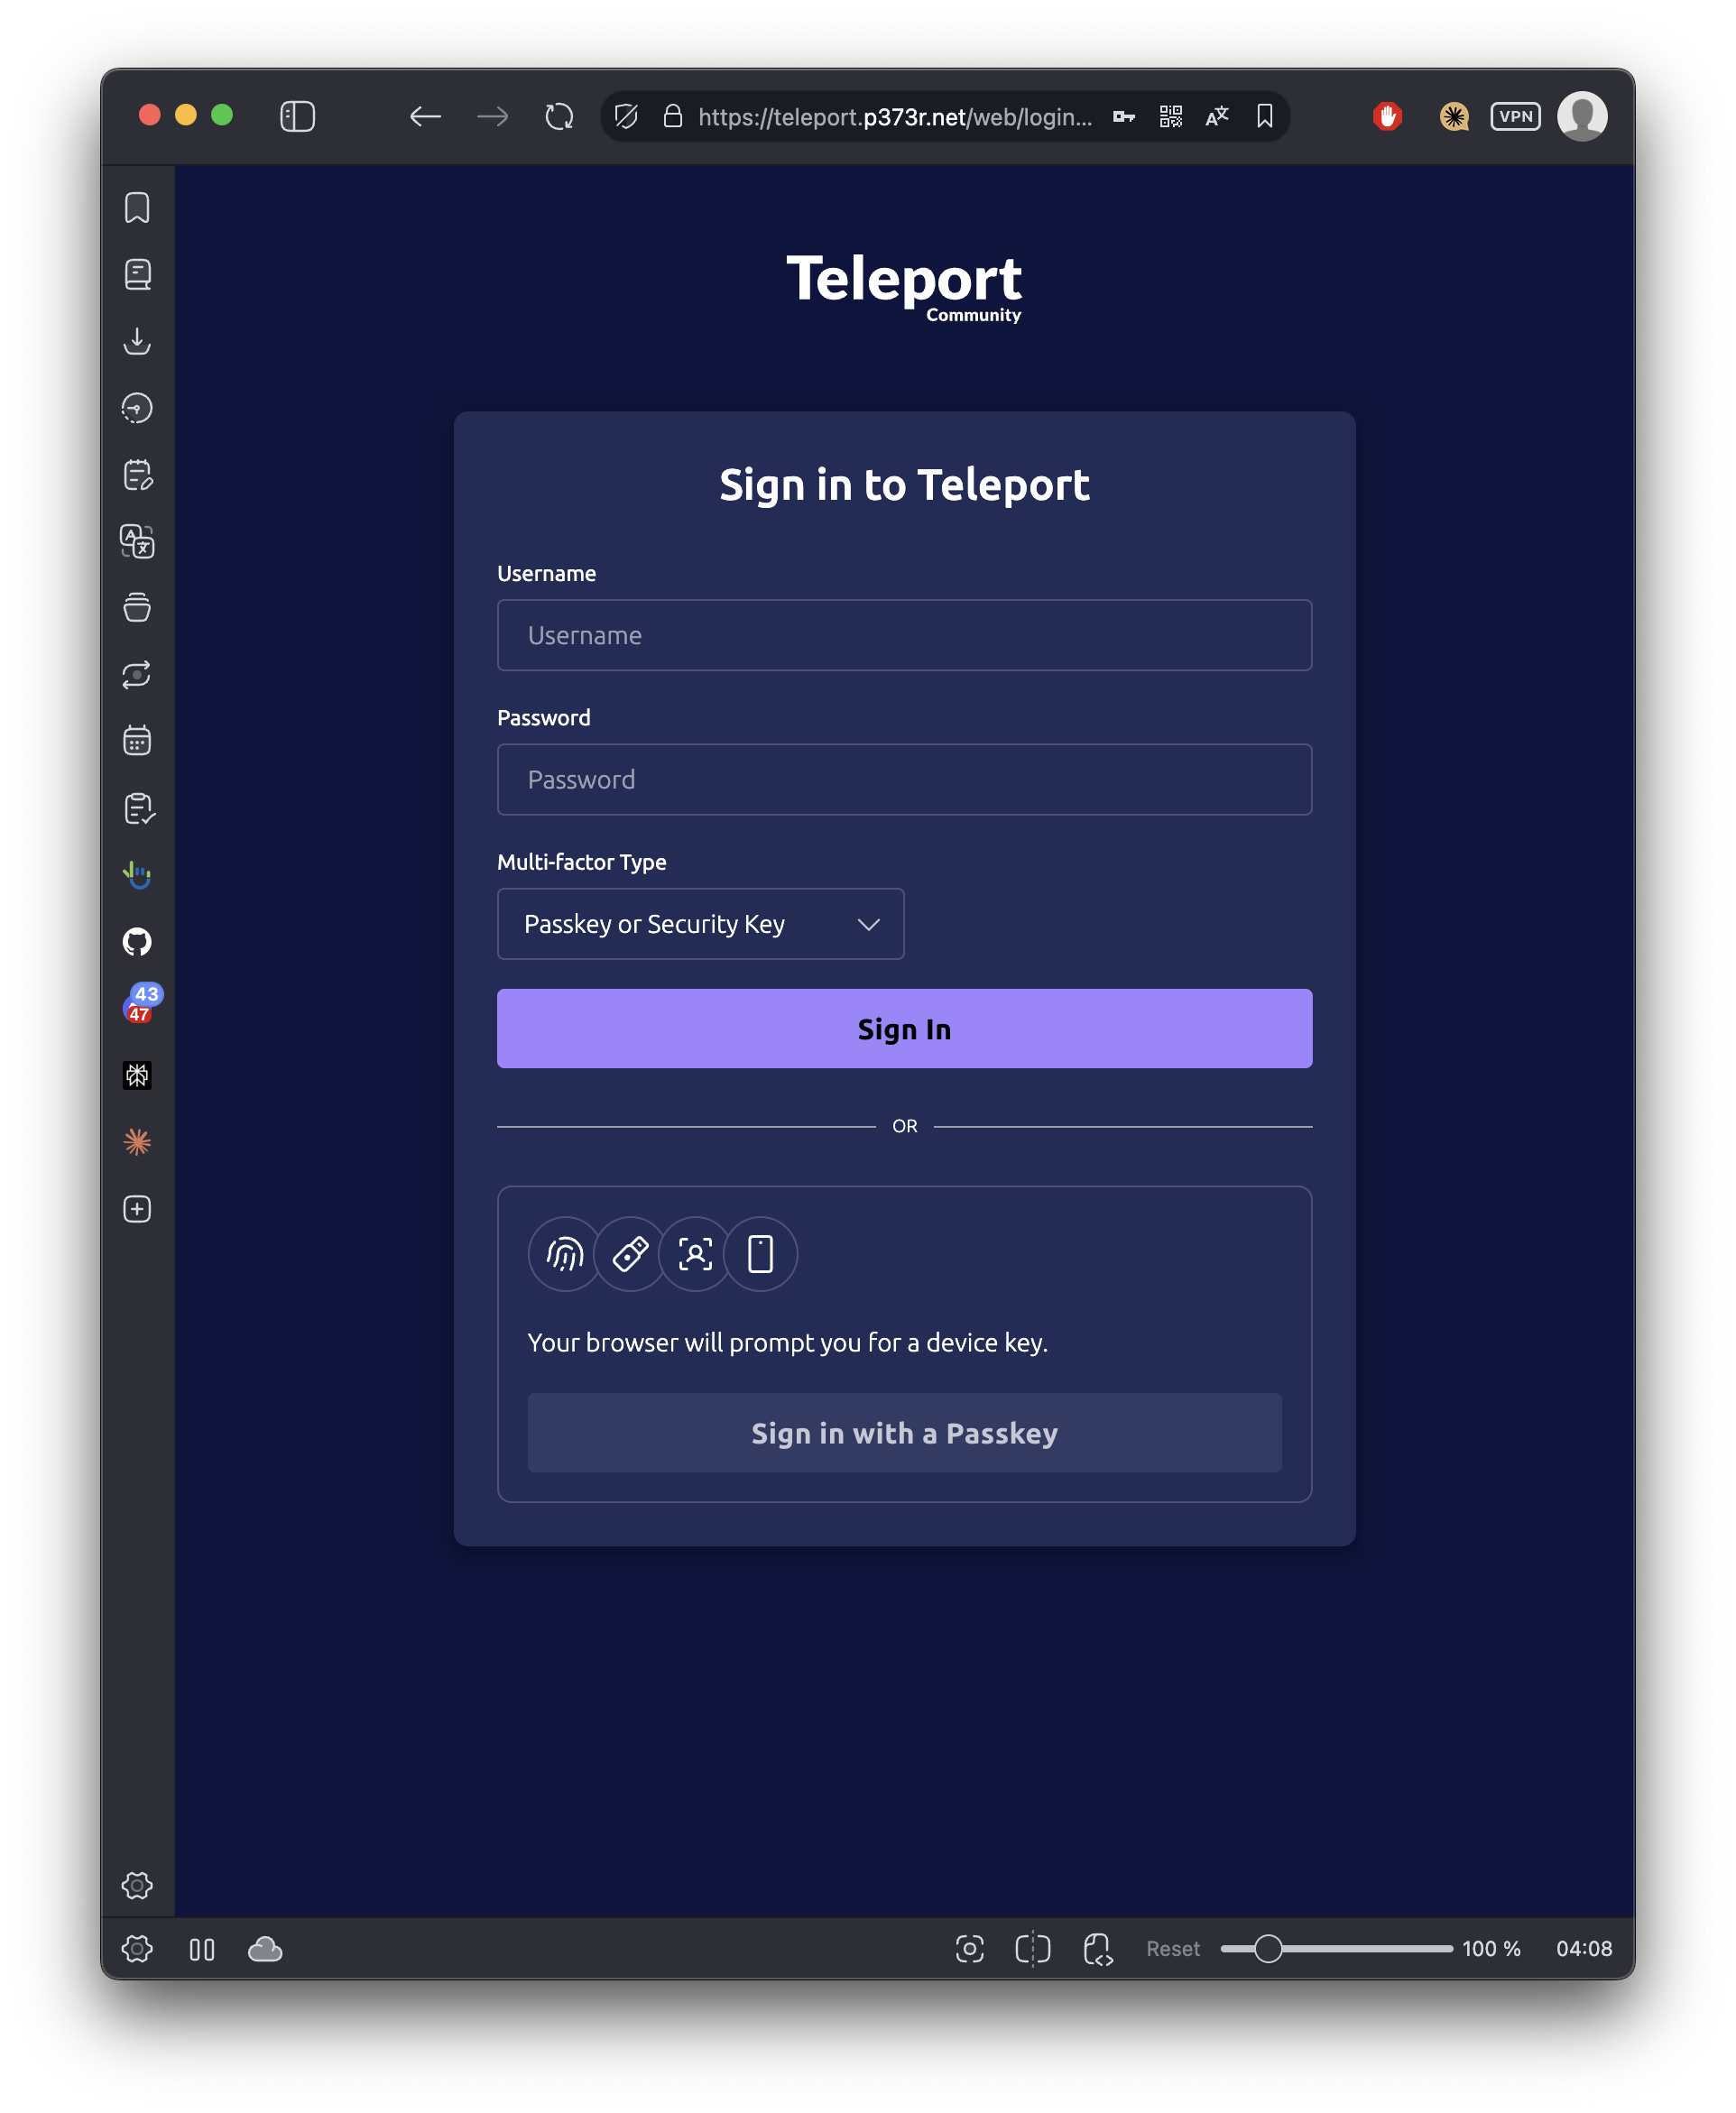 https://teleport.p373r.net/web/login...
VPN
Teleport
Community
Sign in to Teleport
Username
Username
Password
Password
Multi-factor Type
Passkey or Security Key
Sign In
OR
Your browser will prompt you for a device key.
Sign in with a Passkey
43
47
Reset
100 %
04:08